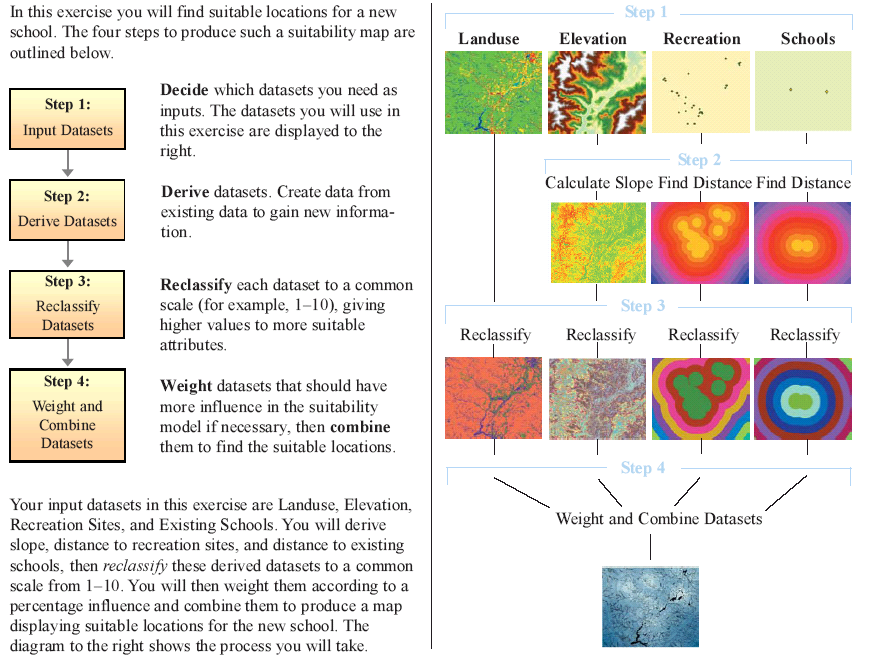 In this exercise you will find suitable locations for a new
school. The four steps to produce such a suitability map are
outlined below.
Step 1:
Input Datasets
Decide which datasets you need as
inputs. The datasets you will use in
this exercise are displayed to the
right.
Step 2:
Derive Datasets
Derive datasets. Create data from
existing data to gain new informa-
tion.
Step 3:
Reclassify
Datasets
Reclassify each dataset to a common
scale (for example, 1–10), giving
higher values to more suitable
attributes.
Step 4:
Weight and
Combine
Datasets
Weight datasets that should have
more influence in the suitability
model if necessary, then combine
them to find the suitable locations.
Your input datasets in this exercise are Landuse, Elevation,
Recreation Sites, and Existing Schools. You will derive
slope, distance to recreation sites, and distance to existing
schools, then reclassify these derived datasets to a common
scale from 1–10. You will then weight them according to a
percentage influence and combine them to produce a map
displaying suitable locations for the new school. The
diagram to the right shows the process you will take.
Step 1
Landuse Elevation Recreation Schools
Step 2
Calculate Slope Find Distance Find Distance
Step 3
Reclassify Reclassify Reclassify Reclassify
Step 4
Weight and Combine Datasets